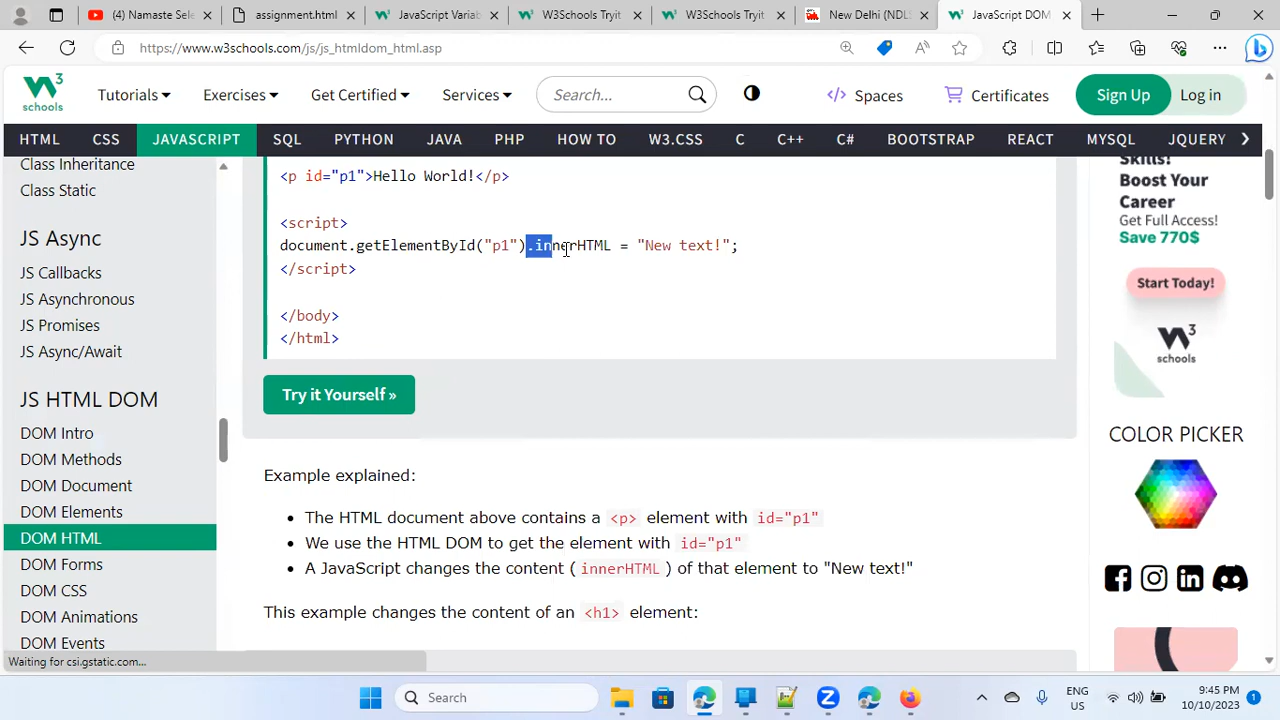 (4) Namaste Sele
assignment.html
JavaScript Variab
W3Schools Tryit
W3Schools Tryit
New Delhi (NDLS
JavaScript DOM
https://www.w3schools.com/js/js_htmldom_html.asp
W3 schools
Tutorials
Exercises
Get Certified
Services
Search...
Spaces
Certificates
Sign Up
Log in
HTML
CSS
JAVASCRIPT
SQL
PYTHON
JAVA
PHP
HOW TO
W3.CSS
C
C++
C#
BOOTSTRAP
REACT
MYSQL
JQUERY
Class Inheritance
Class Static
JS Async
JS Callbacks
JS Asynchronous
JS Promises
JS Async/Await
JS HTML DOM
DOM Intro
DOM Methods
DOM Document
DOM Elements
DOM HTML
DOM Forms
DOM CSS
DOM Animations
DOM Events
Waiting for csi.gstatic.com...
<p id="p1">Hello World!</p>
<script>
document.getElementById("p1").innerHTML = "New text!";
</script>
</body>
</html>
Try it Yourself »
Example explained:
• The HTML document above contains a <p> element with id="p1"
• We use the HTML DOM to get the element with id="p1"
• A JavaScript changes the content ( innerHTML ) of that element to "New text!"
This example changes the content of an <h1> element:
Skills!
Boost Your
Career
Get Full Access!
Save 770$
Start Today!
W3 schools
COLOR PICKER
Search
ENG
US
9:45 PM
10/10/2023
1